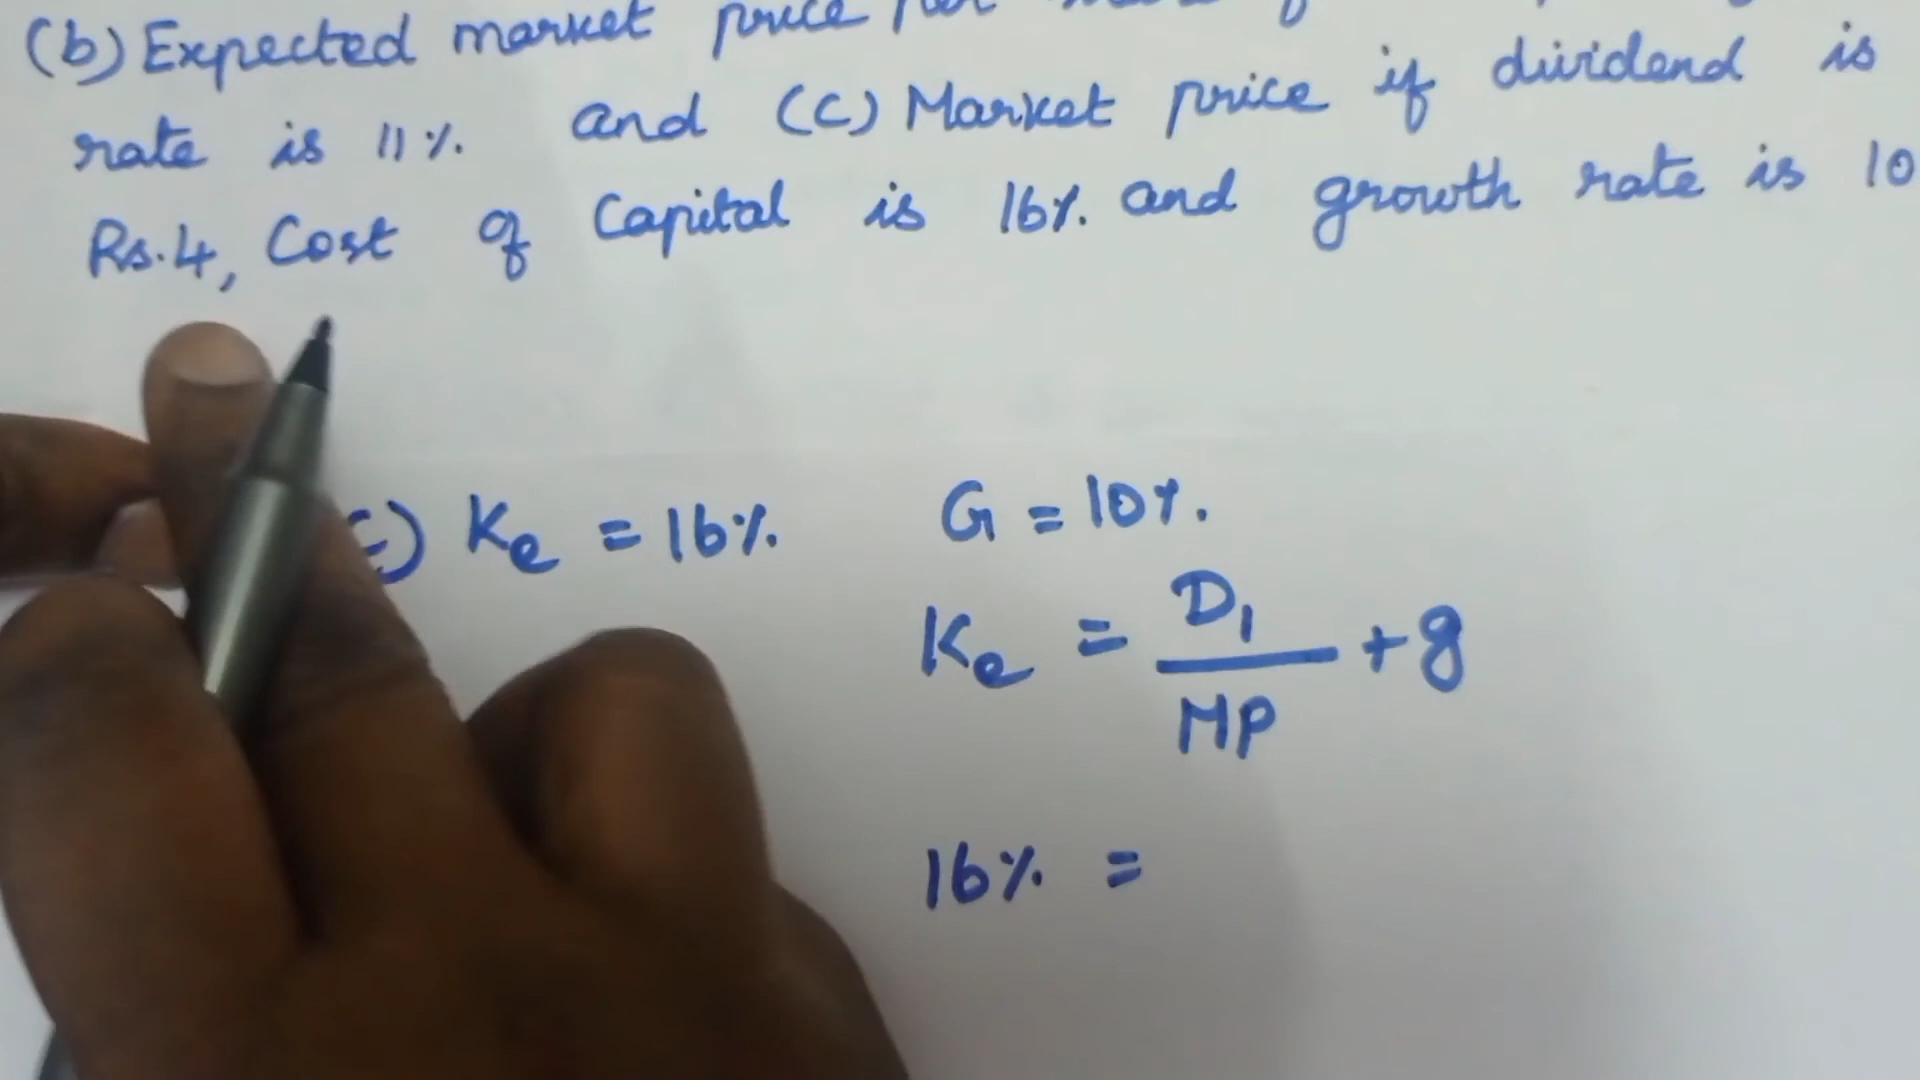 (b) Expected market price
rate is 11% and (C) Market price if dividend is
Rs.4, Cost of Capital is 16% and growth rate is 10
C) Ke = 16% G = 10%.
Ke = D1/MP + g
16% =